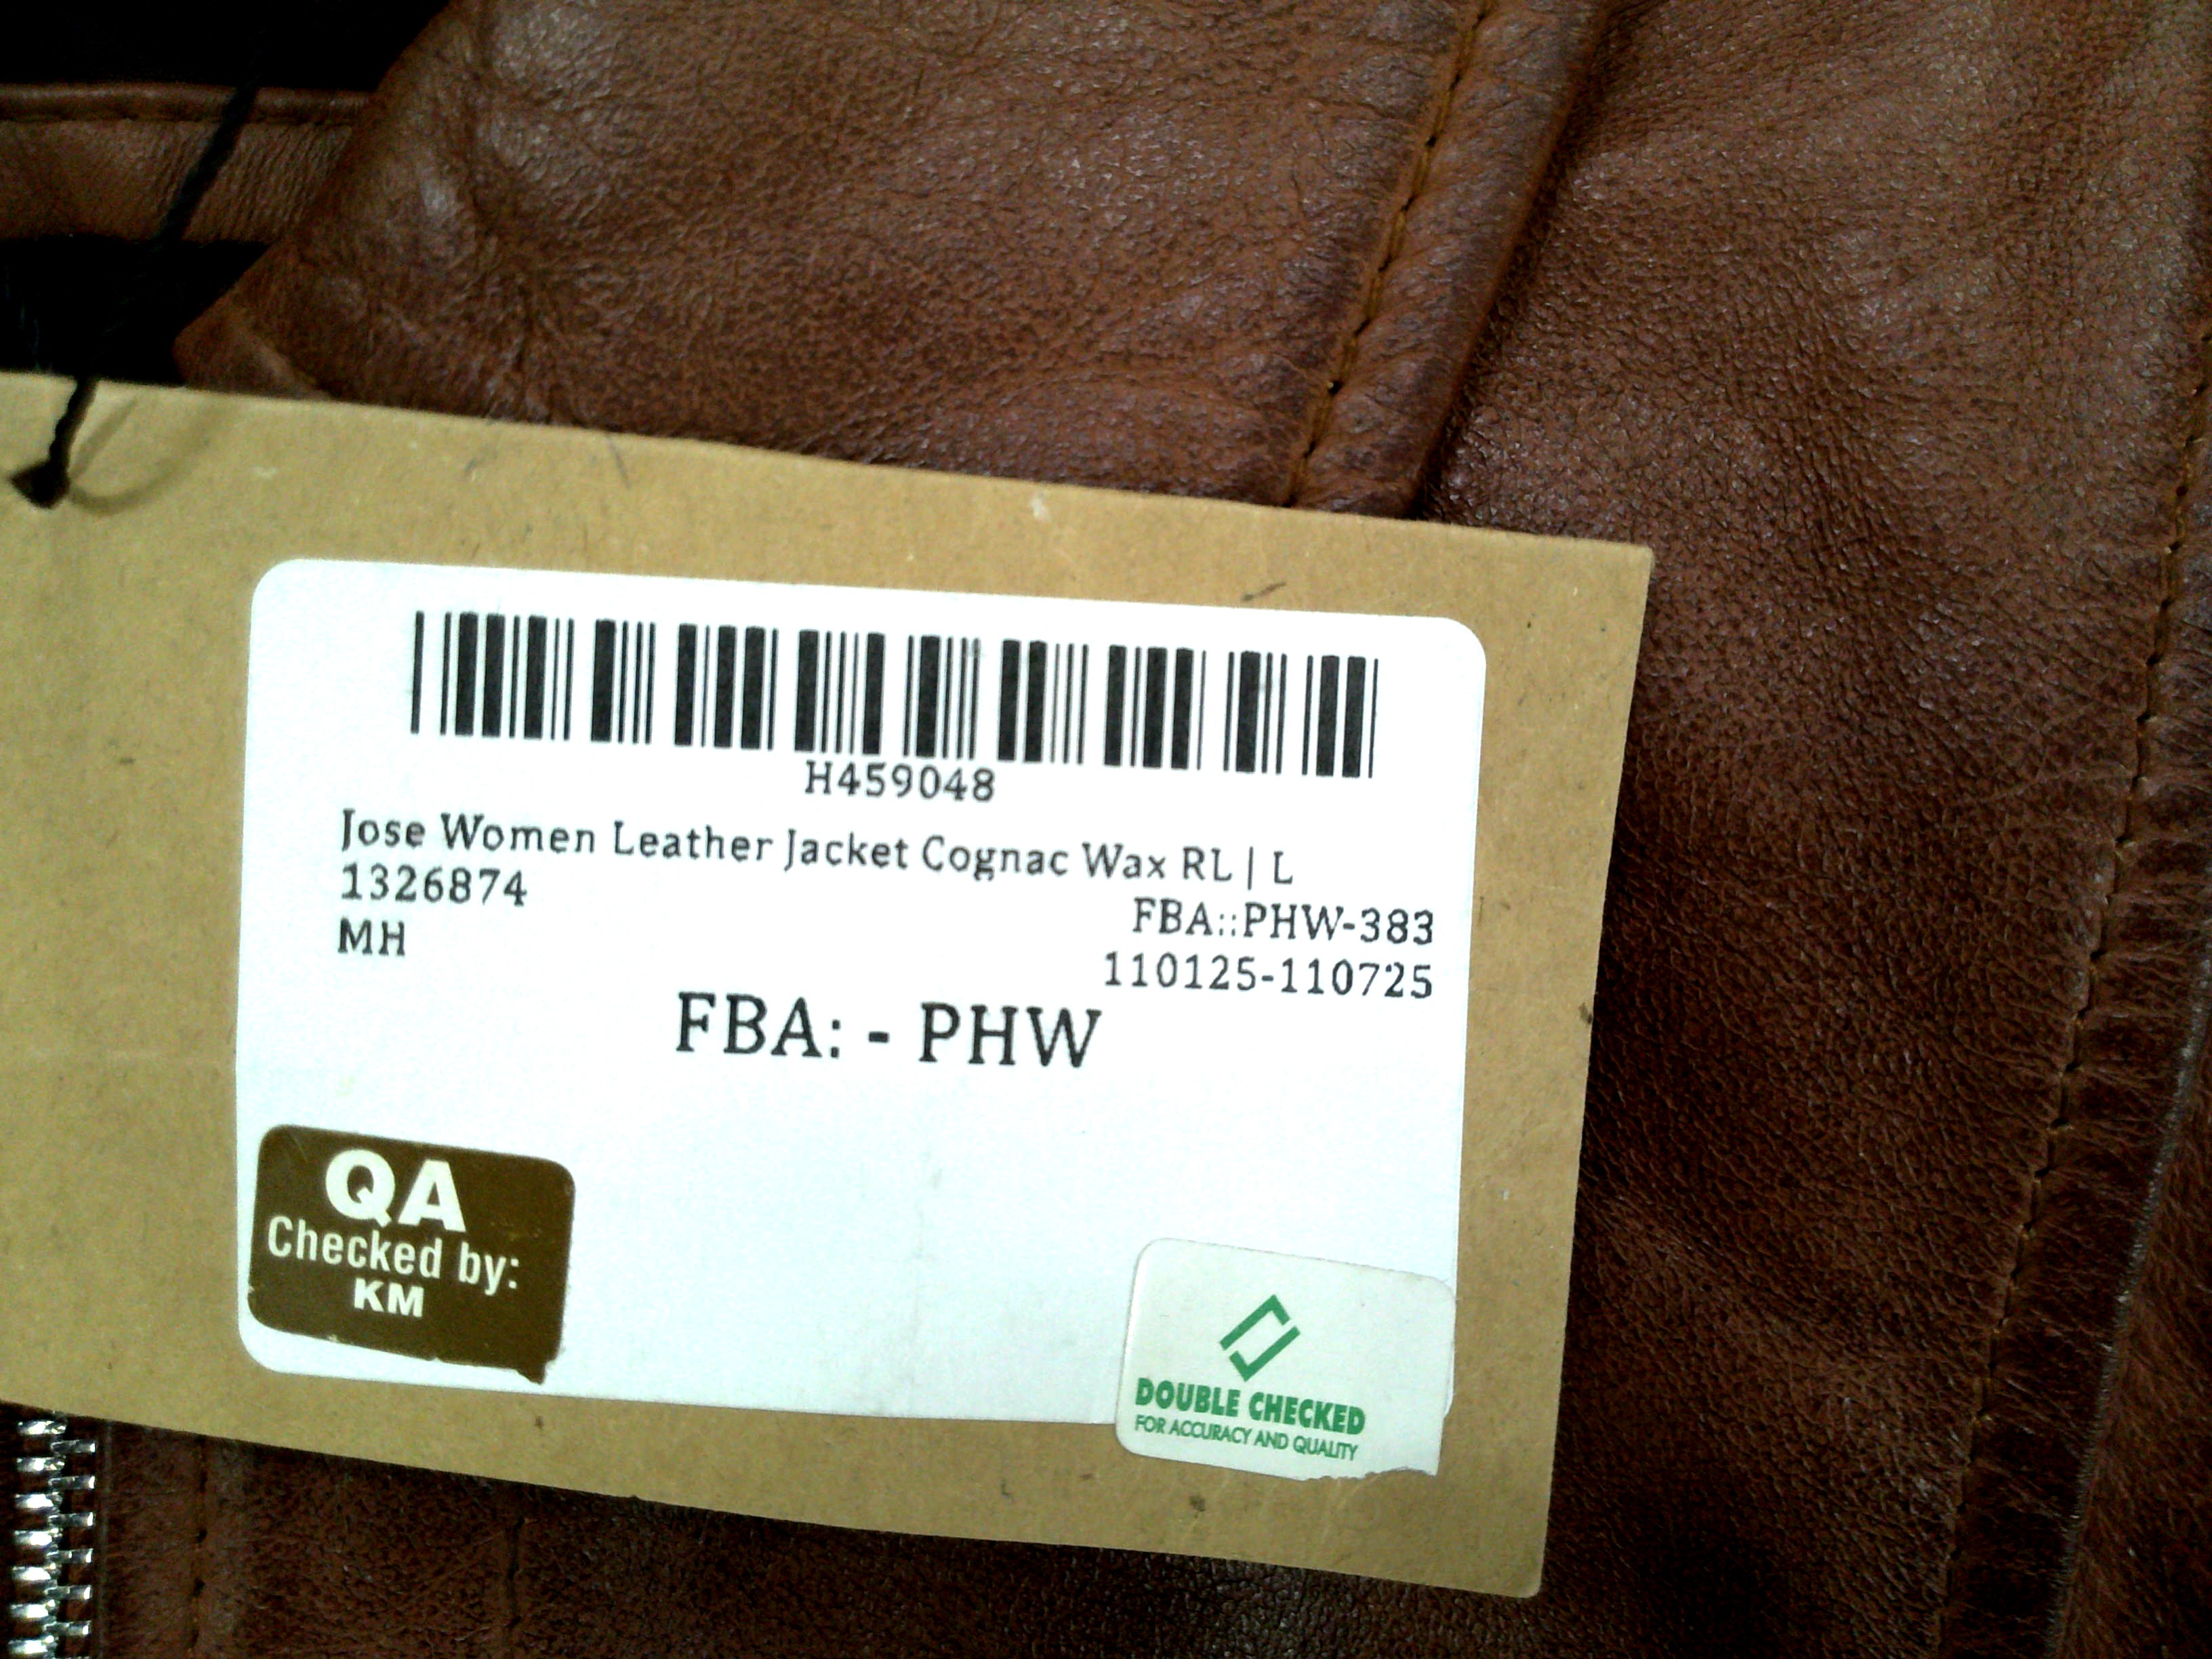 H459048
Jose Women Leather Jacket Cognac Wax RL | L
1326874
FBA::PHW-383
MH
110125-110725
FBA: - PHW
QA
Checked by:
KM
DOUBLE CHECKED
FOR ACCURACY AND QUALITY